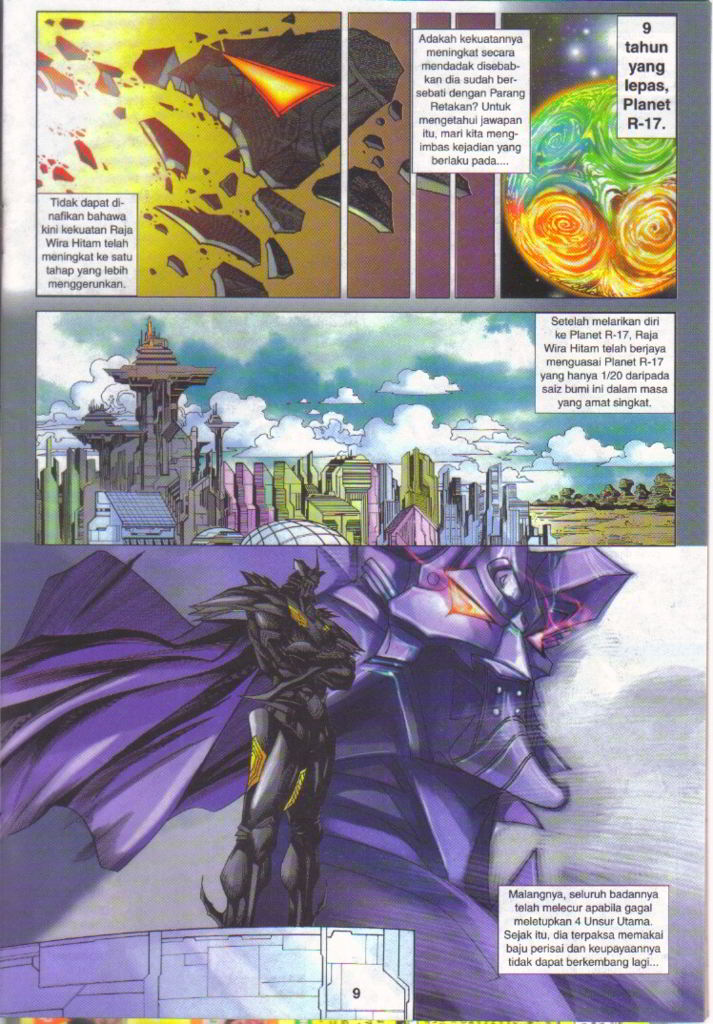 Tidak dapat di-
nafikan bahawa
kini kekuatan Raja
Wira Hitam telah
meningkat ke satu
tahap yang lebih
menggerunkan.
Adakah kekuatannya
meningkat secara
mendadak disebab-
kan dia sudah ber-
sebati dengan Parang
Retakan? Untuk
mengetahui jawapan
itu, mari kita meng-
imbas kejadian yang
berlaku pada....
9
tahun
yang
lepas,
Planet
R-17.
Setelah melarikan diri
ke Planet R-17, Raja
Wira Hitam telah berjaya
menguasai Planet R-17
yang hanya 1/20 daripada
saiz bumi ini dalam masa
yang amat singkat.
Malangnya, seluruh badannya
telah melecur apabila gagal
meletupkan 4 Unsur Utama.
Sejak itu, dia terpaksa memakai
baju perisai dan keupayaannya
tidak dapat berkembang lagi...
9